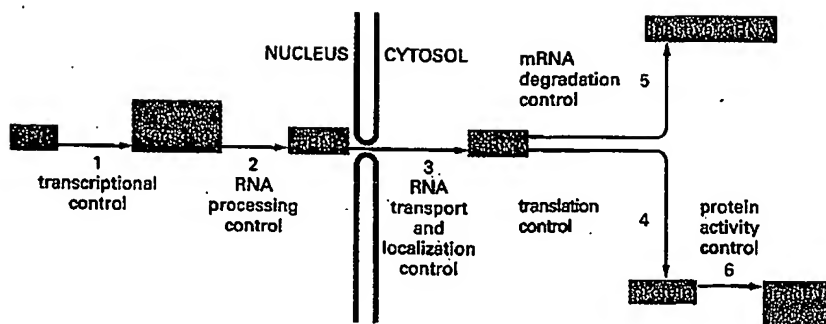 NUCLEUS
CYTOSOL
1
transcriptional
control
2
RNA
processing
control
3
RNA
transport
and
localization
control
mRNA
degradation
control
5
translation
control
4
protein
activity
control
6